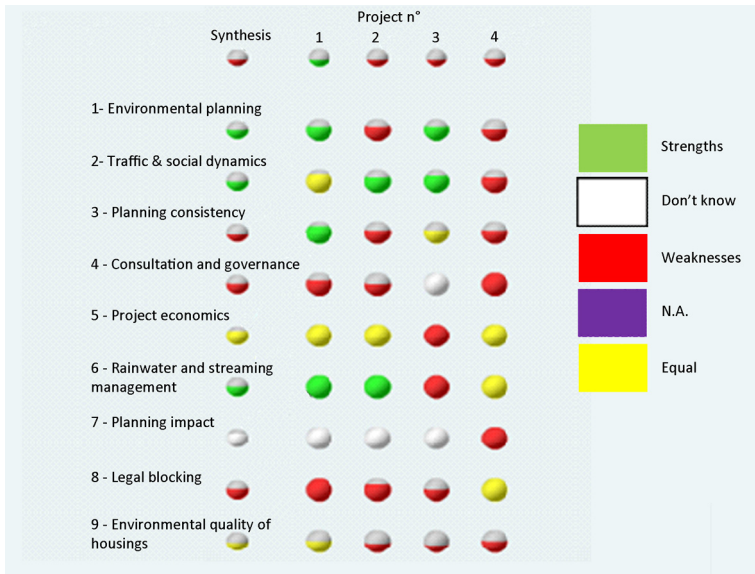 Project n°
Synthesis 1 2 3 4
1- Environmental planning
2- Traffic & social dynamics
3 - Planning consistency
4 - Consultation and governance
5 - Project economics
6 - Rainwater and streaming
management
7 - Planning impact
8 - Legal blocking
9 - Environmental quality of
housings
Strengths
Don't know
Weaknesses
N.A.
Equal